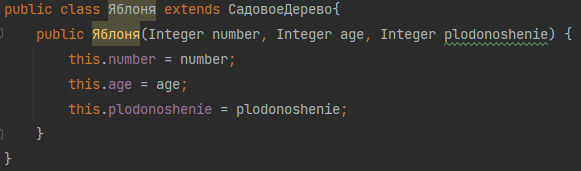 public class Яблоня extends СадовоеДерево{
public Яблоня(Integer number, Integer age, Integer plodonoshenie) {
this.number = number;
this.age = age;
this.plodonoshenie = plodonoshenie;
}
}